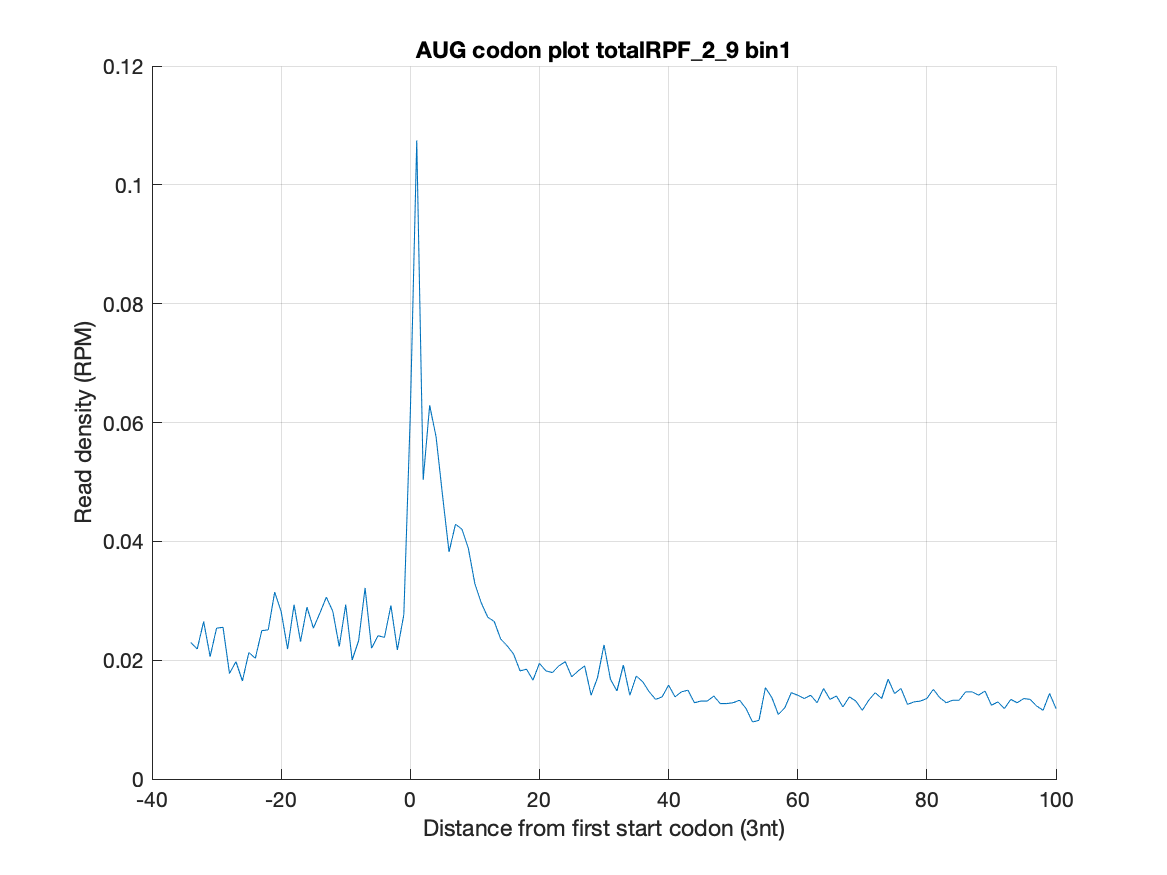 AUG codon plot totalRPF_2_9 bin1
0.12
0.1
0.08
0.06
0.04
0.02
0
Read density (RPM)
-40 -20 0 20 40 60 80 100
Distance from first start codon (3nt)